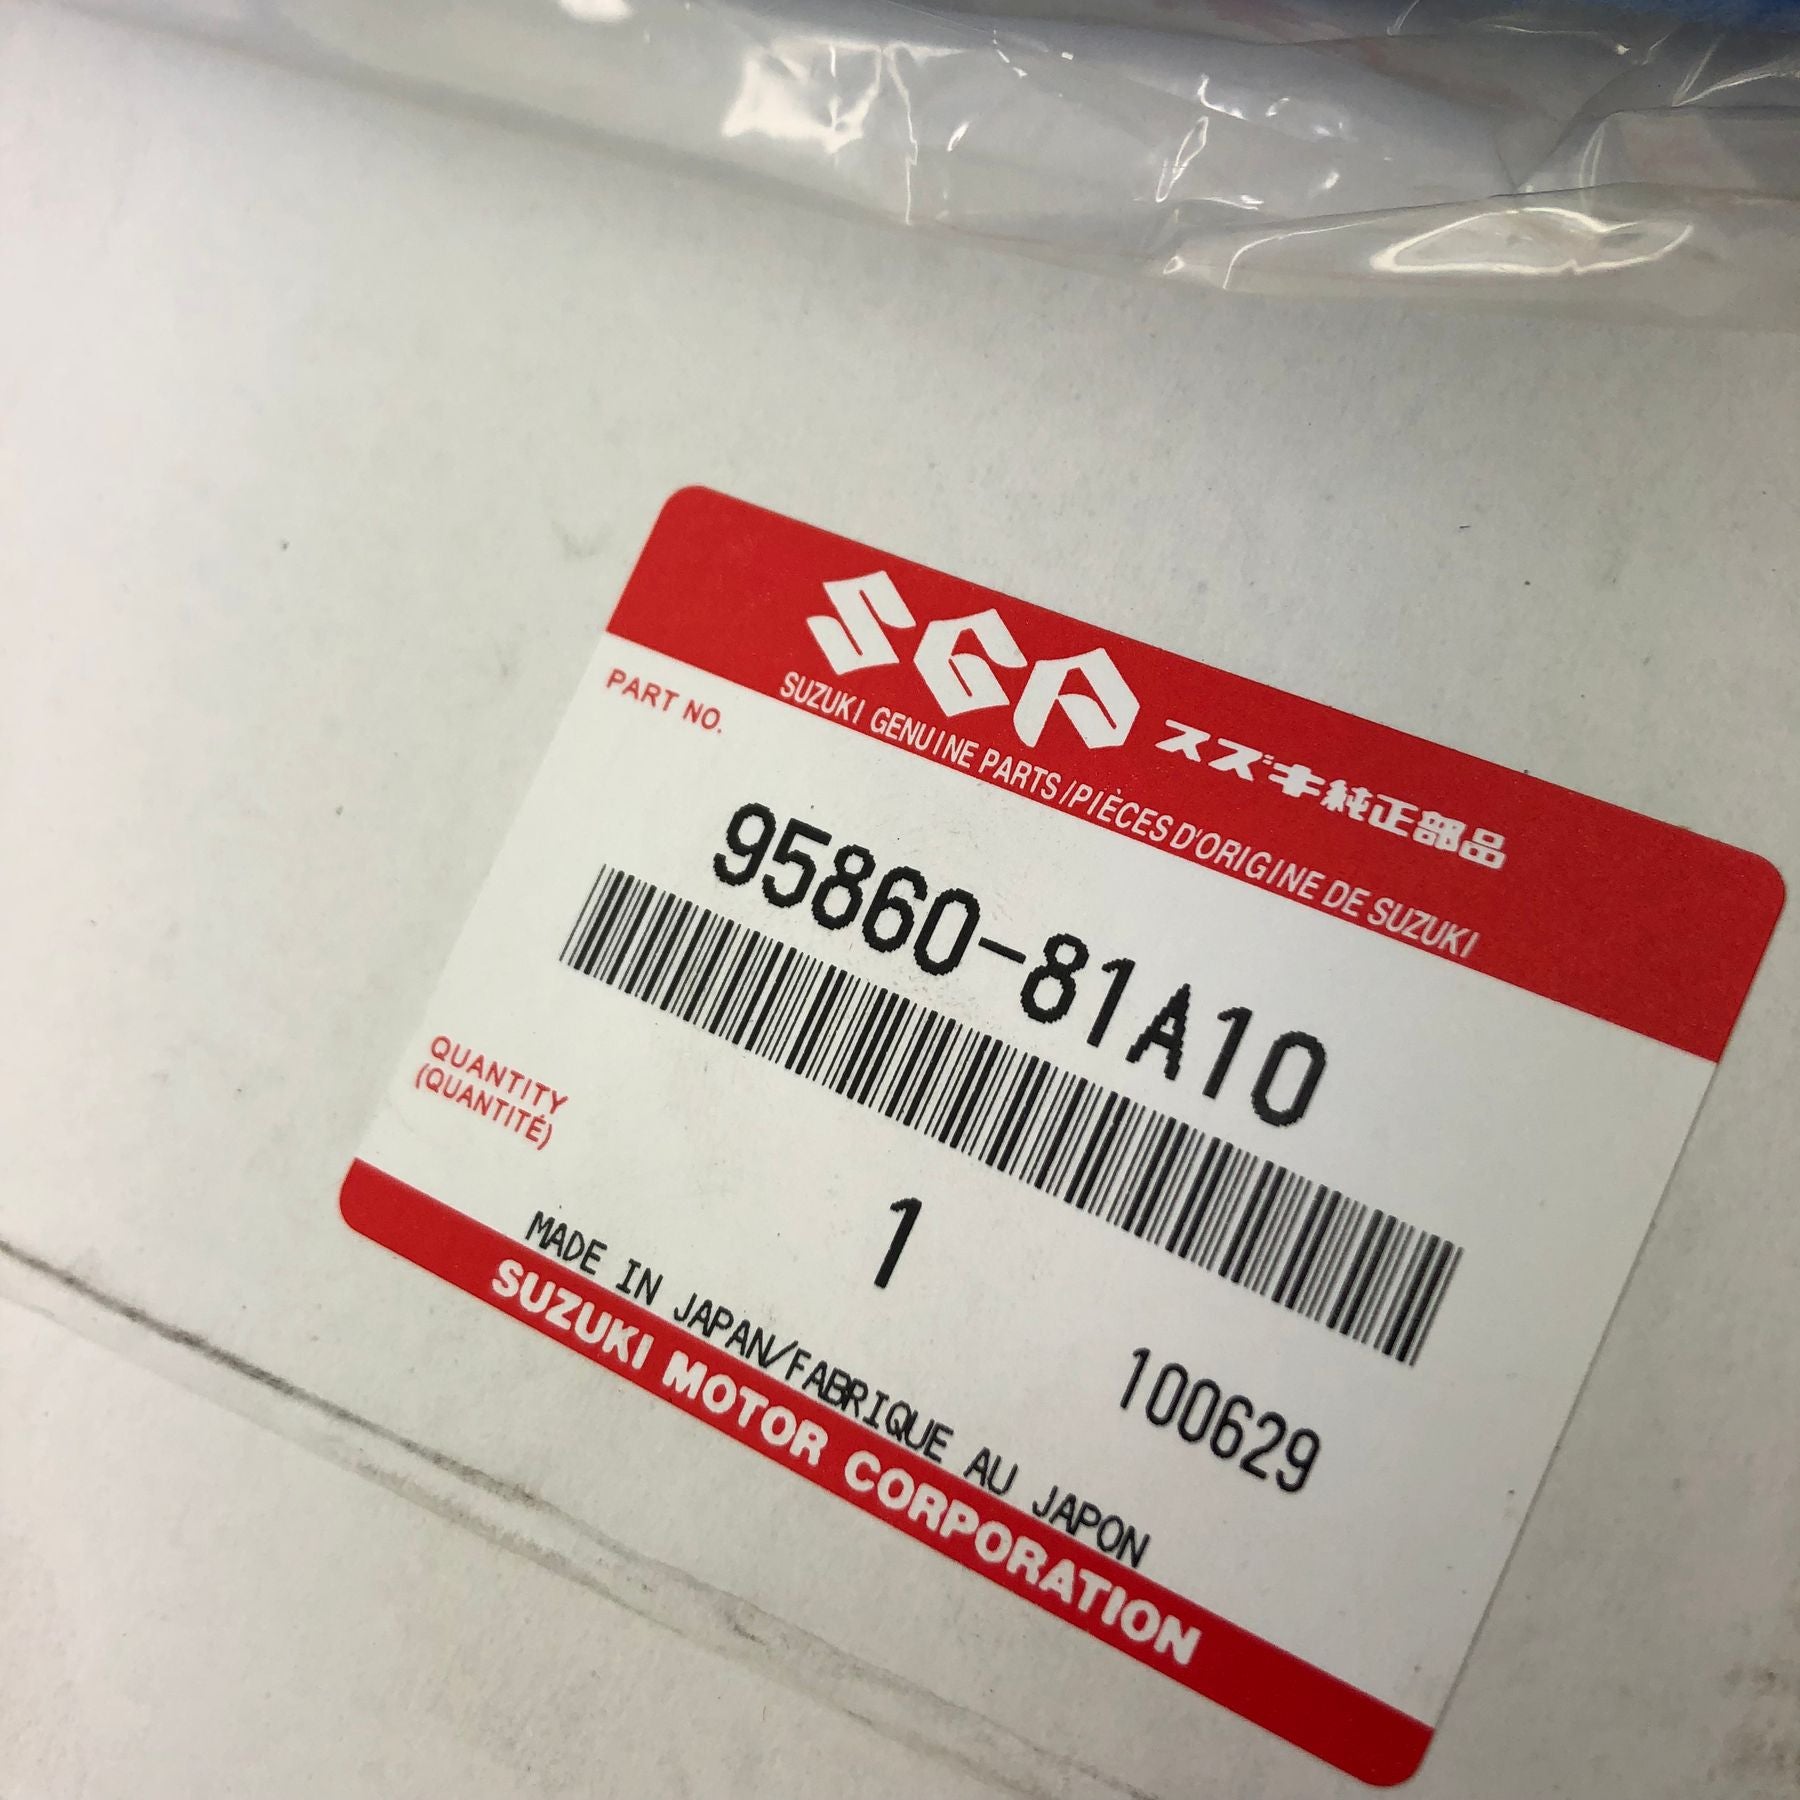 SGP スズキ純正部品
SUZUKI GENUINE PARTS/PIÈCES D'ORIGINE DE SUZUKI
PART NO.
95860-81A10
QUANTITY
(QUANTITÉ)
1
100629
MADE IN JAPAN/FABRIQUE AU JAPON
SUZUKI MOTOR CORPORATION